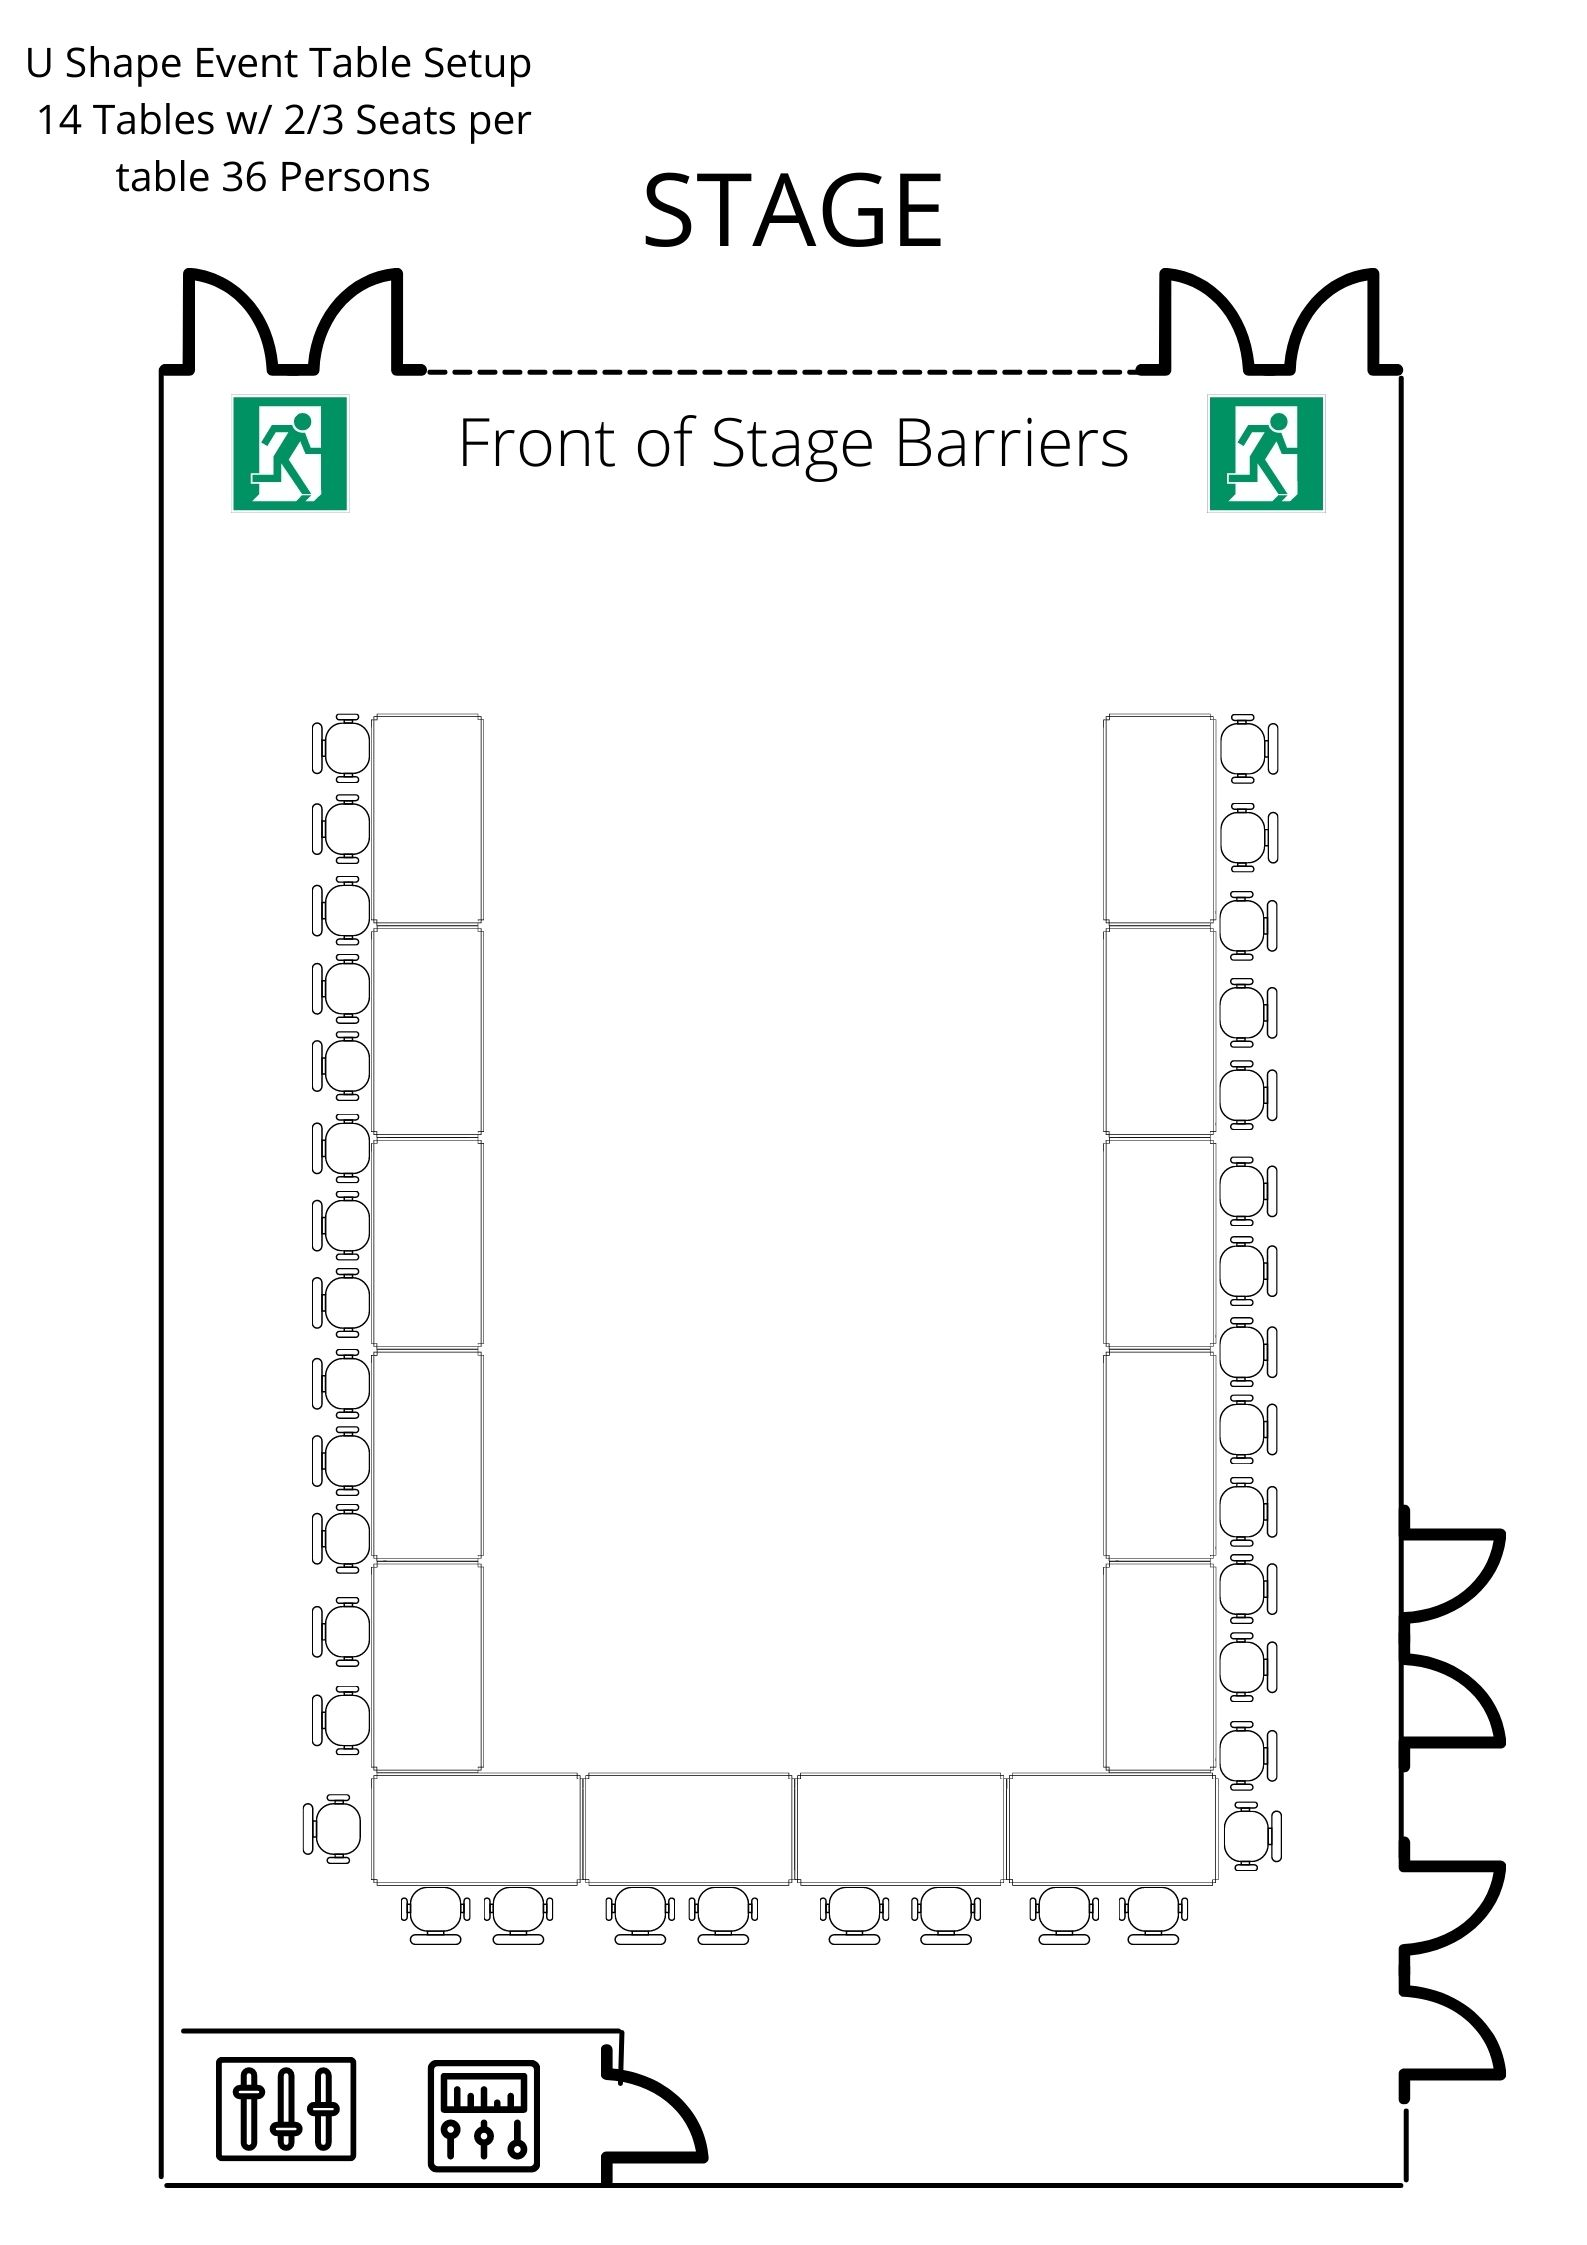 U Shape Event Table Setup
14 Tables w/ 2/3 Seats per
table 36 Persons
STAGE
Front of Stage Barriers